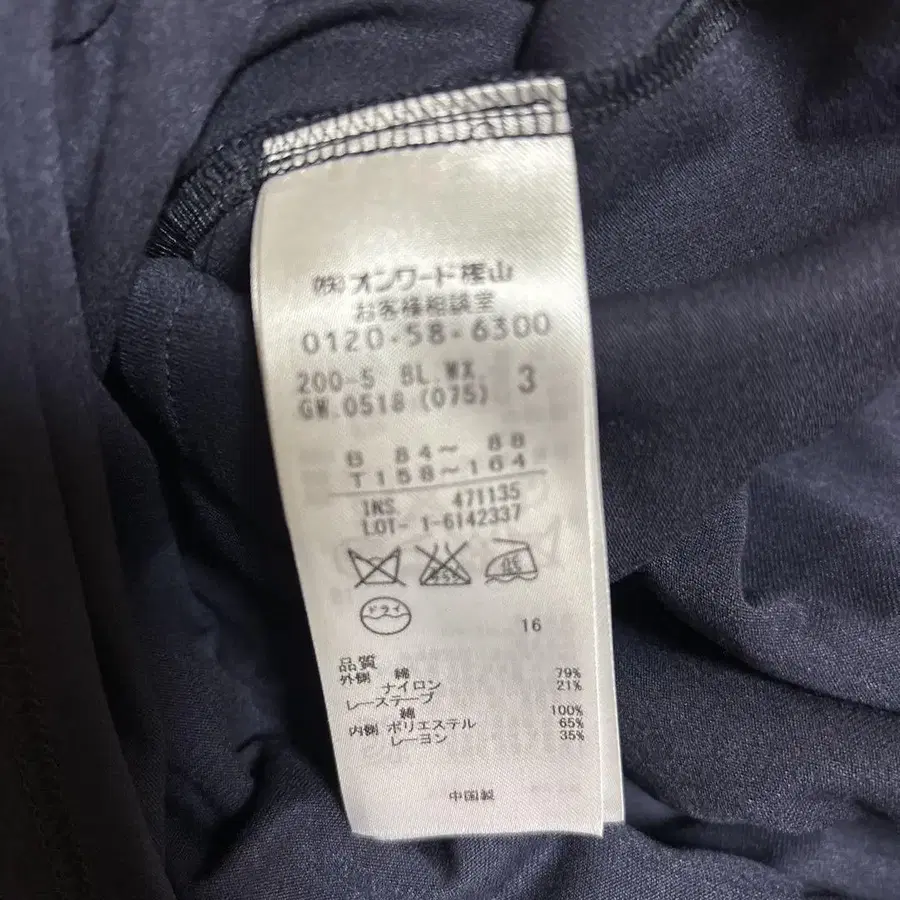 ㈱オンワード樫山
お客様相談室
0120-58-6300
200-5 BL.WX. 3
GW.0518 (075)
B 84〜 88
T158〜164
INS. 471135
LOT- 1-6142337
ドライ
16
品質
外側 綿 79%
ナイロン 21%
レーステープ
綿 100%
内側 ポリエステル 65%
レーヨン 35%
中国製